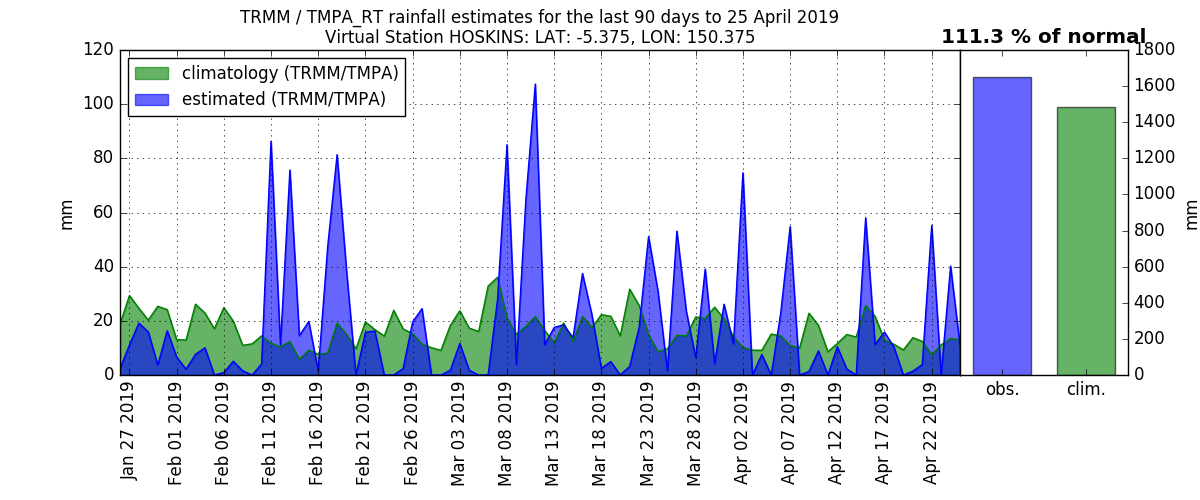 TRMM / TMPA_RT rainfall estimates for the last 90 days to 25 April 2019
Virtual Station HOSKINS: LAT: -5.375, LON: 150.375
111.3 % of normal
climatology (TRMM/TMPA)
estimated (TRMM/TMPA)
mm
120
100
80
60
40
20
0
Jan 27 2019
Feb 01 2019
Feb 06 2019
Feb 11 2019
Feb 16 2019
Feb 21 2019
Feb 26 2019
Mar 03 2019
Mar 08 2019
Mar 13 2019
Mar 18 2019
Mar 23 2019
Mar 28 2019
Apr 02 2019
Apr 07 2019
Apr 12 2019
Apr 17 2019
Apr 22 2019
1800
1600
1400
1200
1000
800
600
400
200
0
mm
obs.
clim.